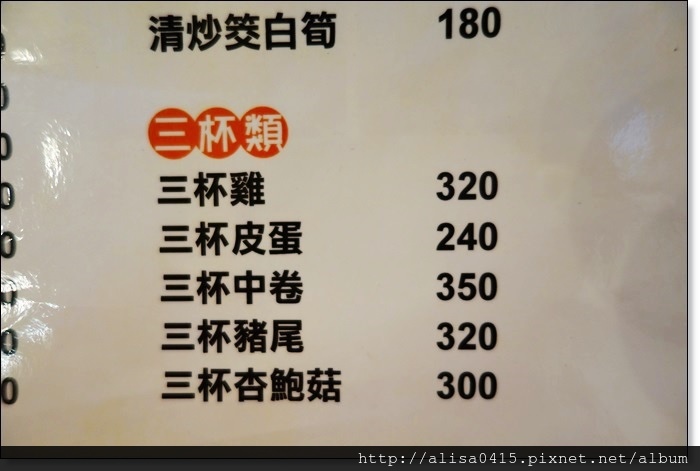 清炒筊白筍 180
三杯類
三杯雞 320
三杯皮蛋 240
三杯中卷 350
三杯豬尾 320
三杯杏鮑菇 300
http://alisa0415.pixnet.net/album